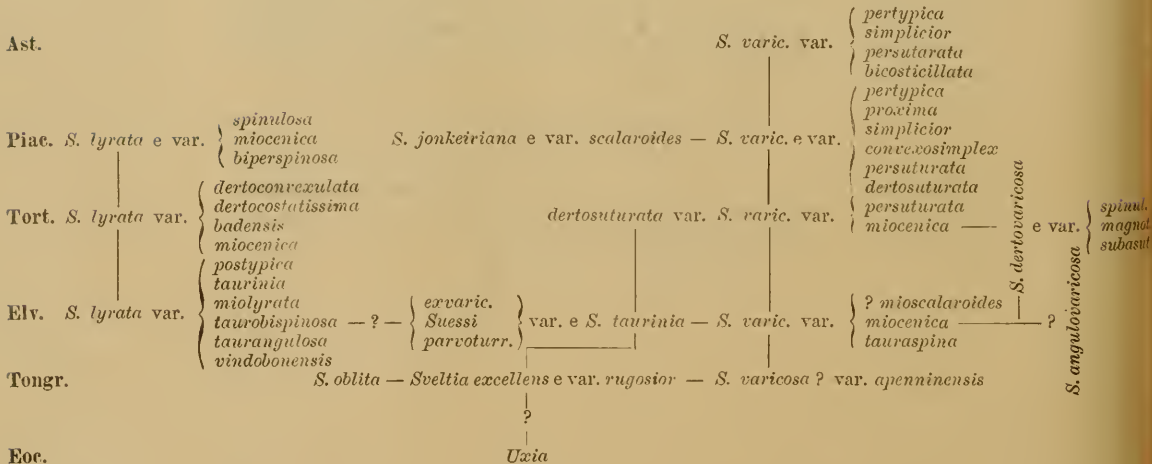 pertypica
Ast. S. varic. var. simplicior
persutarata
bicosticillata
pertypica
spinulosa proxima
Piac. S. lyrata e var. miocenica S. jonkeiriana e var. scalaroides — S. varic. e var. simplicior
biperspinosa convexosimplex
persuturata
dertoconvexulata dertosuturata
Tort. S. lyrata var. dertocostatissima dertosuturata var. S. varic. var. persuturata
badensis miocenica — S. dertovaricosa e var. spinul.
miocenica magnot.
subasut
postypica
taurinia
miolyrata exvaric. ? mioscalaroides
Elv. S. lyrata var. taurobispinosa — ? — Suessi var. e S. taurinia — S. varic. var. miocenica — ? S. angulovaricosa
taurangulosa parvoturr. tauraspina
vindobonensis
Tongr. S. oblita — Sveltia excellens e var. rugosior — S. varicosa ? var. apenninensis
?
Eoc. Uxia